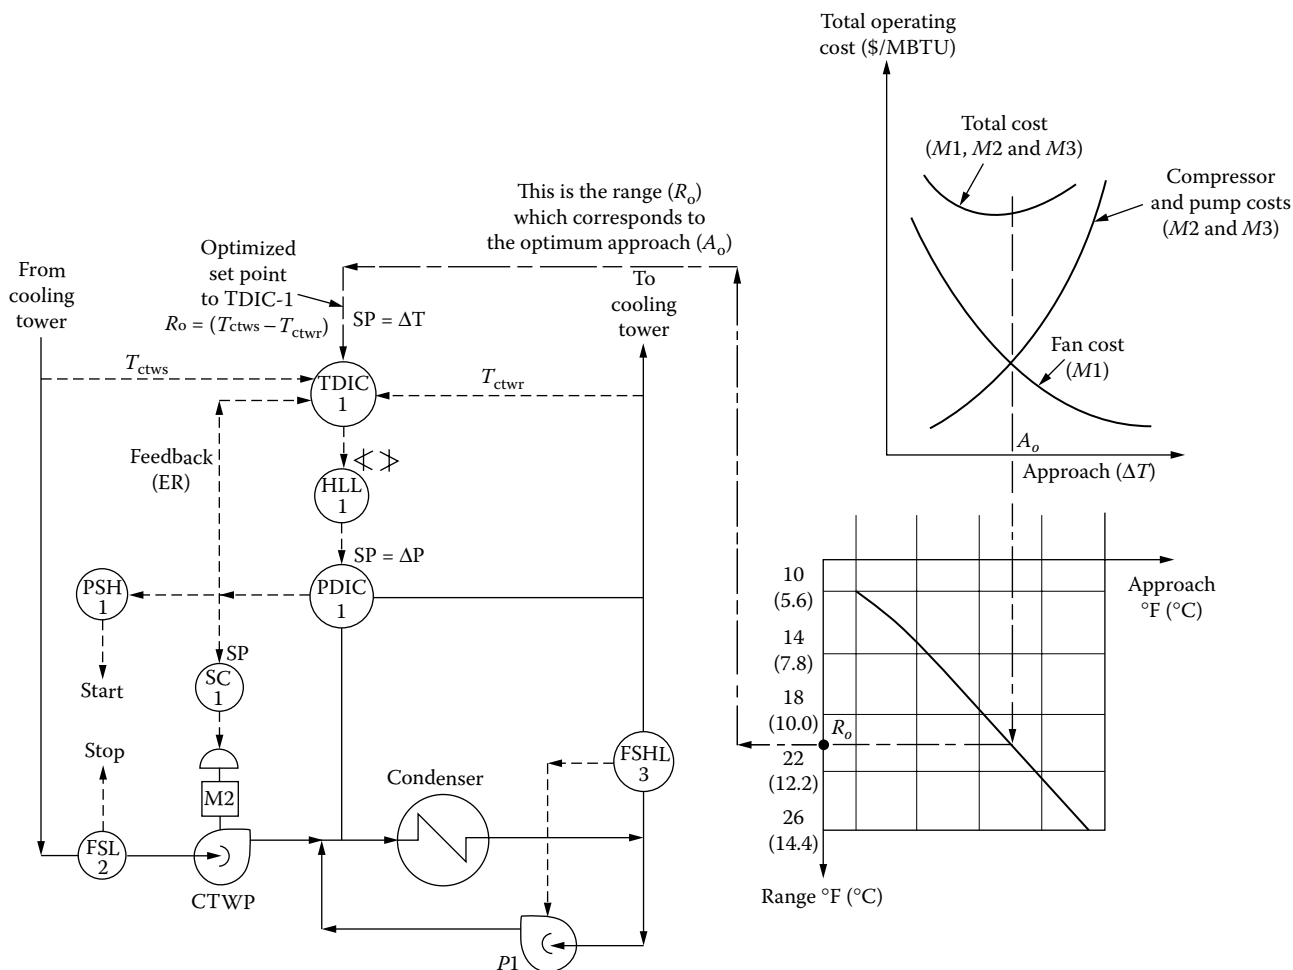 Total operating
cost ($/MBTU)
Total cost
(M1, M2 and M3)
Compressor
and pump costs
(M2 and M3)
Fan cost
(M1)
Ao
Approach (ΔT)
This is the range (Ro)
which corresponds to
the optimum approach (Ao)
Optimized
set point
to TDIC-1
Ro = (Tctws – Tctwr)
SP = ΔT
From
cooling
tower
To
cooling
tower
Tctws
TDIC
1
Tctwr
Feedback
(ER)
HLL
1
SP = ΔP
PSH
1
PDIC
1
SP
SC
1
Start
Stop
M2
FSL
2
CTWP
Condenser
FSHL
3
P1
10
(5.6)
14
(7.8)
18
(10.0)
Ro
22
(12.2)
26
(14.4)
Approach
°F (°C)
Range °F (°C)